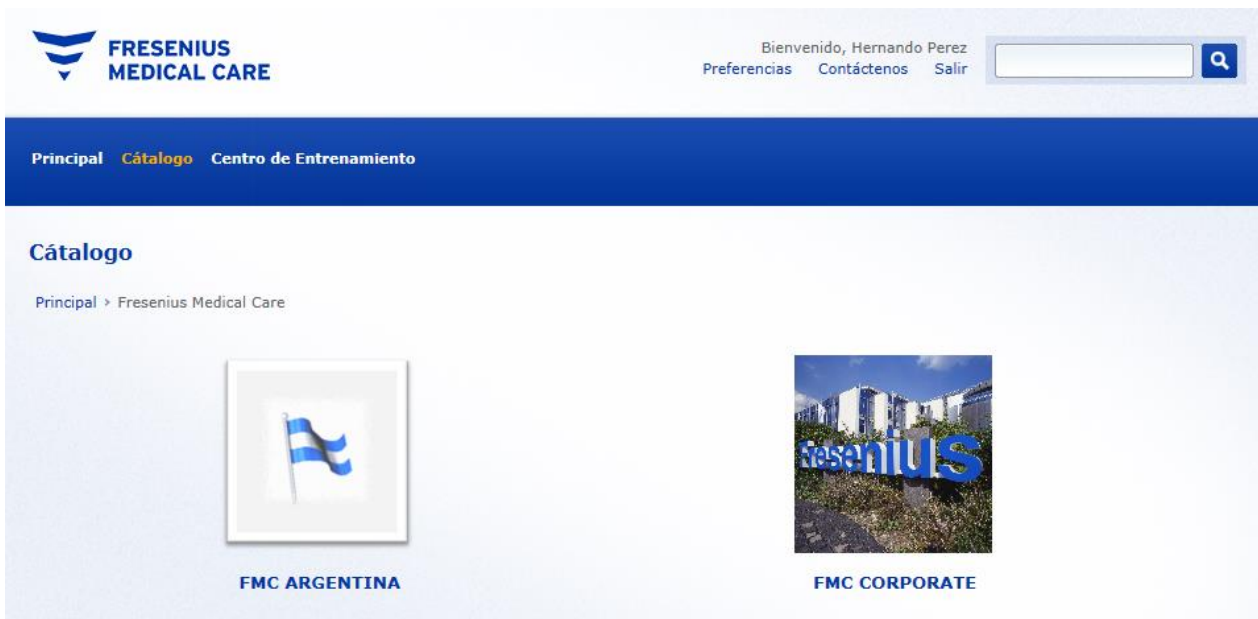 FRESENIUS
MEDICAL CARE
Bienvenido, Hernando Perez
Preferencias Contáctenos Salir
Principal Cátalogo Centro de Entrenamiento
Cátalogo
Principal › Fresenius Medical Care
Fresenius
FMC ARGENTINA
FMC CORPORATE